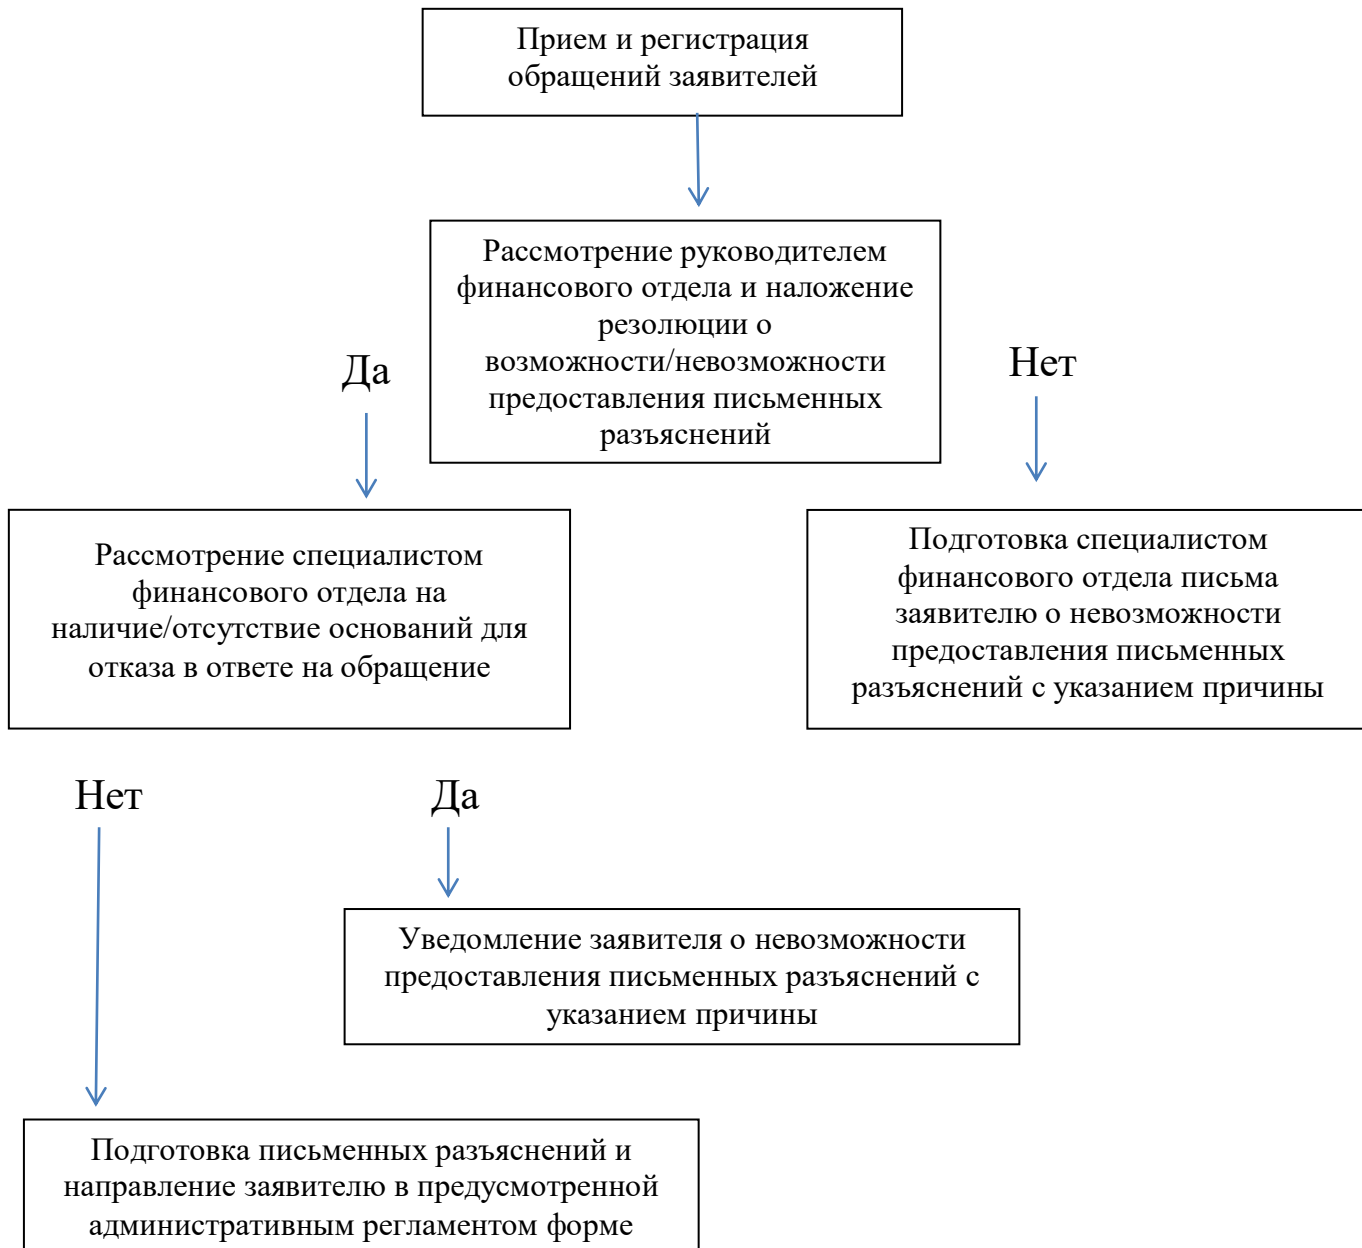 Прием и регистрация
обращений заявителей
Рассмотрение руководителем
финансового отдела и наложение
резолюции о
возможности/невозможности
предоставления письменных
разъяснений
Да
Нет
Рассмотрение специалистом
финансового отдела на
наличие/отсутствие оснований для
отказа в ответе на обращение
Подготовка специалистом
финансового отдела письма
заявителю о невозможности
предоставления письменных
разъяснений с указанием причины
Нет
Да
Уведомление заявителя о невозможности
предоставления письменных разъяснений с
указанием причины
Подготовка письменных разъяснений и
направление заявителю в предусмотренной
административным регламентом форме